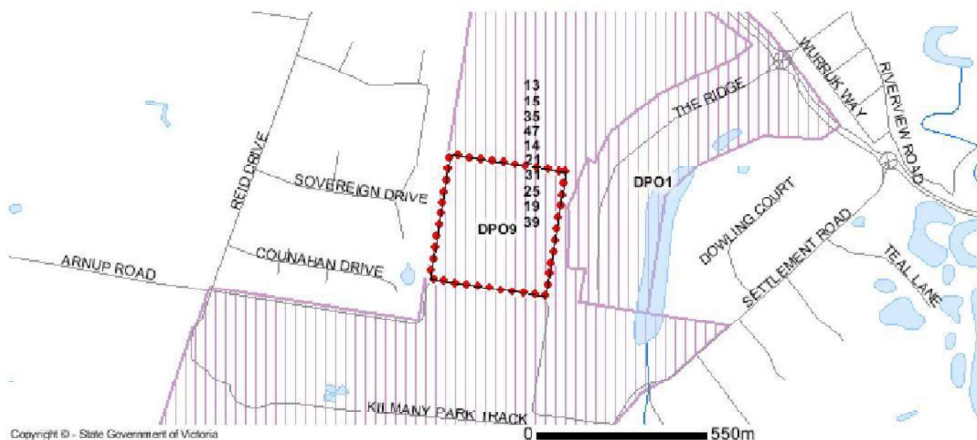 WURRUK WAY
RIVERVIEW ROAD
THE RIDGE
13
15
35
47
14
21
31
25
19
39
REID DRIVE
SOVEREIGN DRIVE
DPO1
DPO9
DOWLING COURT
SETTLEMENT ROAD
COUNAHAN DRIVE
ARNUP ROAD
TEAL LANE
KILMANY PARK TRACK
Copyright © - State Government of Victoria
0 550m